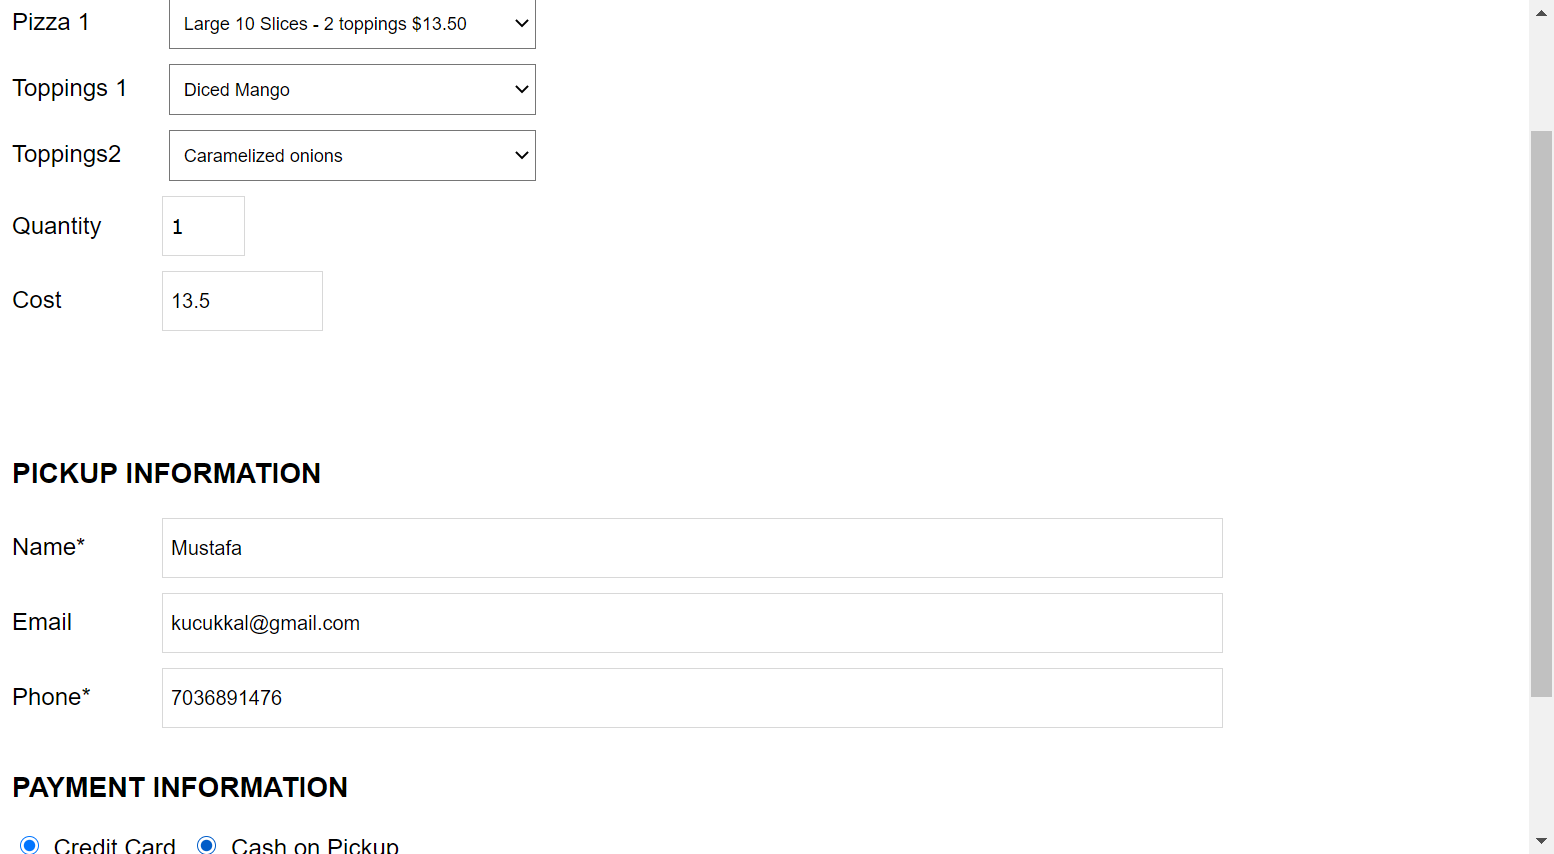 Pizza 1 Large 10 Slices - 2 toppings $13.50
Toppings 1 Diced Mango
Toppings2 Caramelized onions
Quantity 1
Cost 13.5
PICKUP INFORMATION
Name* Mustafa
Email kucukkal@gmail.com
Phone* 7036891476
PAYMENT INFORMATION
Credit Card Cash on Pickup